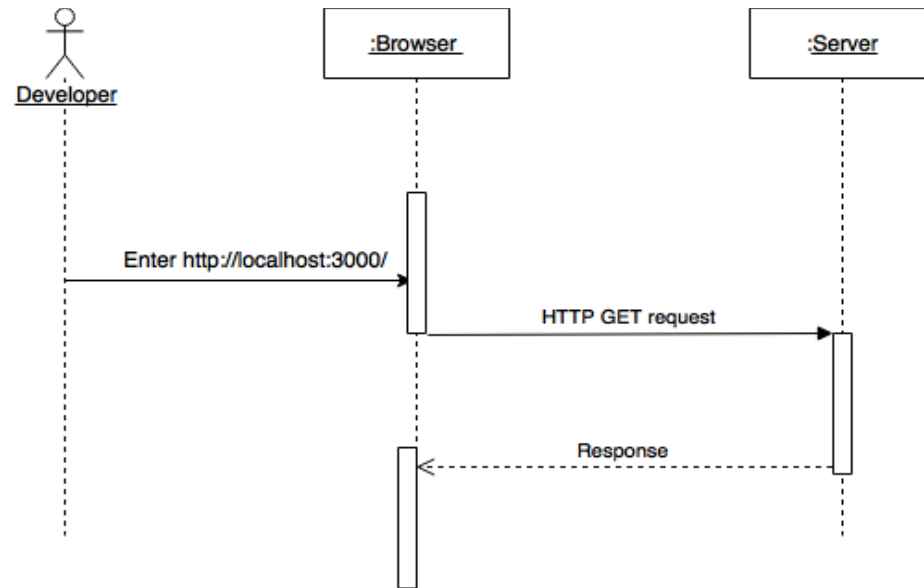 :Browser
:Server
Developer
Enter http://localhost:3000/
HTTP GET request
Response